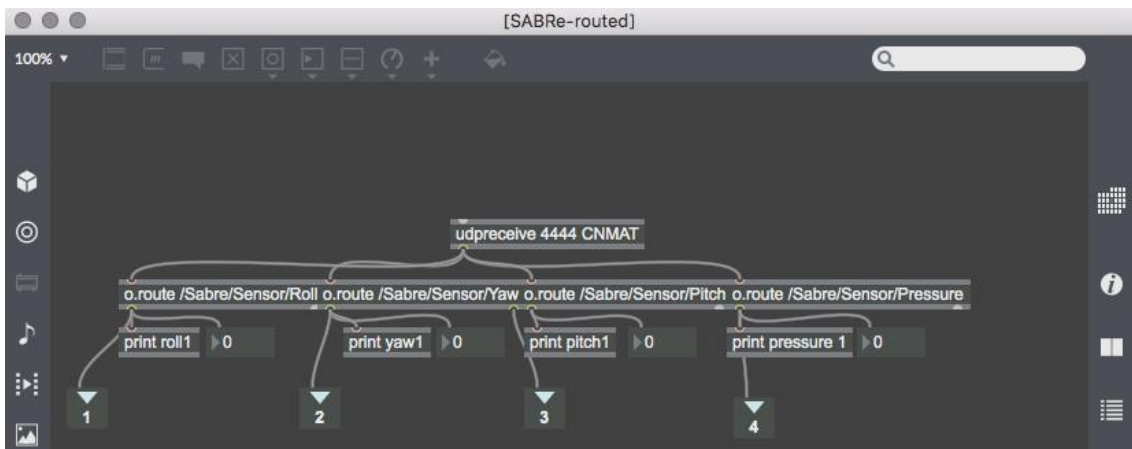 [SABRe-routed]
100%
udpreceive 4444 CNMAT
o.route /Sabre/Sensor/Roll o.route /Sabre/Sensor/Yaw o.route /Sabre/Sensor/Pitch o.route /Sabre/Sensor/Pressure
print roll1 0 print yaw1 0 print pitch1 0 print pressure 1 0
1 2 3 4